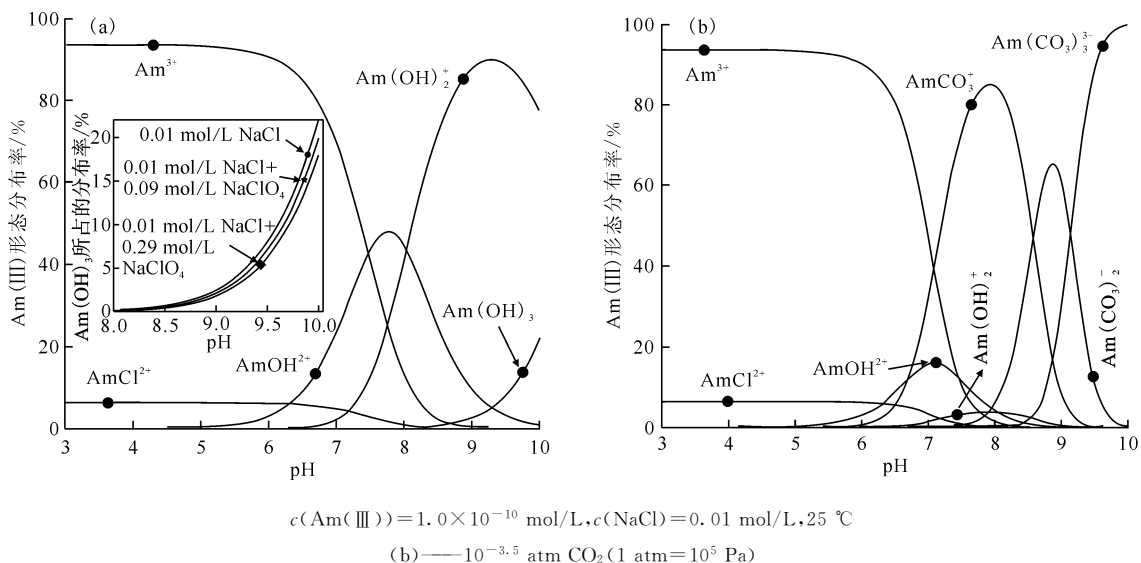 (a)
Am(Ⅲ)形态分布率/%
100
80
60
40
20
0
3
4
5
6
7
8
9
10
pH
Am³⁺
Am(OH)₂⁺
AmOH²⁺
AmCl²⁺
Am(OH)₃
Am(OH)₃所占的分布率/%
20
15
10
5
0
8.0
8.5
9.0
9.5
10.0
pH
0.01 mol/L NaCl
0.01 mol/L NaCl+
0.09 mol/L NaClO₄
0.01 mol/L NaCl+
0.29 mol/L
NaClO₄
(b)
Am(Ⅲ)形态分布率/%
100
80
60
40
20
0
3
4
5
6
7
8
9
10
pH
Am³⁺
AmCO₃⁺
Am(CO₃)₃³⁻
AmOH²⁺
AmCl²⁺
Am(OH)₂⁺
Am(CO₃)₂⁻
c(Am(Ⅲ))=1.0×10⁻¹⁰ mol/L,c(NaCl)=0.01 mol/L,25 ℃
(b)——10⁻³·⁵ atm CO₂(1 atm=10⁵ Pa)